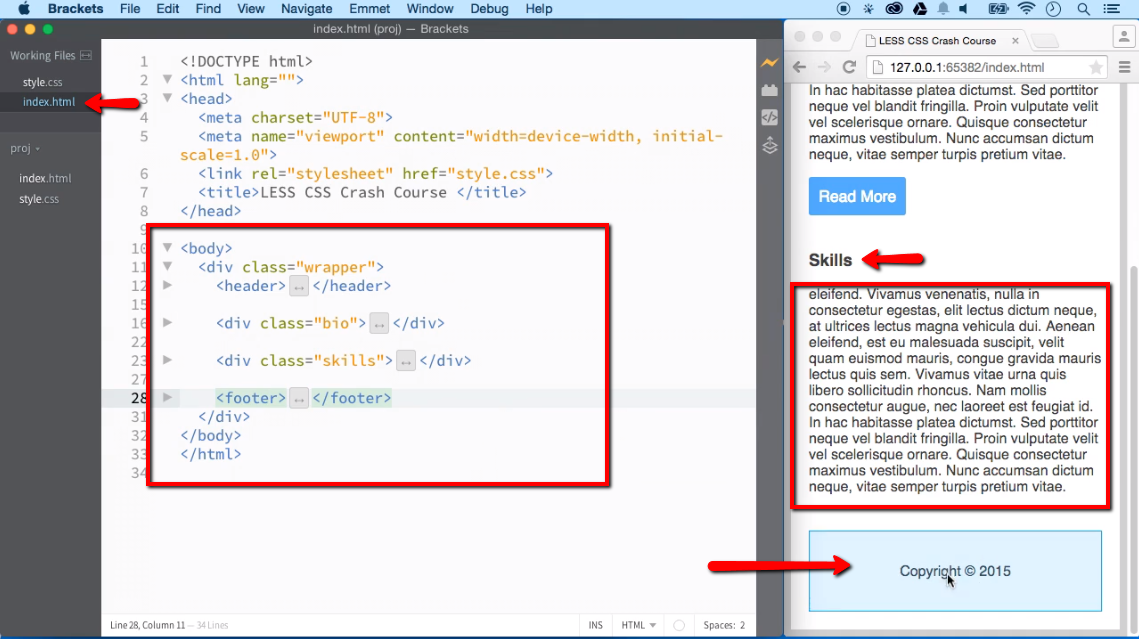 Brackets File Edit Find View Navigate Emmet Window Debug Help
index.html (proj) — Brackets
Working Files
style.css
index.html
proj
index.html
style.css
1 <!DOCTYPE html>
2 <html lang="">
3 <head>
4 <meta charset="UTF-8">
5 <meta name="viewport" content="width=device-width, initial-
scale=1.0">
6 <link rel="stylesheet" href="style.css">
7 <title>LESS CSS Crash Course </title>
8 </head>
9
10 <body>
11 <div class="wrapper">
12 <header> </header>
15
16 <div class="bio"> </div>
22
23 <div class="skills"> </div>
27
28 <footer> </footer>
31 </div>
32 </body>
33 </html>
34
Line 28, Column 11 — 34 Lines
INS HTML Spaces: 2
LESS CSS Crash Course
127.0.0.1:65382/index.html
In hac habitasse platea dictumst. Sed porttitor
neque vel blandit fringilla. Proin vulputate velit
vel scelerisque ornare. Quisque consectetur
maximus vestibulum. Nunc accumsan dictum
neque, vitae semper turpis pretium vitae.
Read More
Skills
eleifend. Vivamus venenatis, nulla in
consectetur egestas, elit lectus dictum neque,
at ultrices lectus magna vehicula dui. Aenean
eleifend, est eu malesuada suscipit, velit
quam euismod mauris, congue gravida mauris
lectus quis sem. Vivamus vitae urna quis
libero sollicitudin rhoncus. Nam mollis
consectetur augue, nec laoreet est feugiat id.
In hac habitasse platea dictumst. Sed porttitor
neque vel blandit fringilla. Proin vulputate velit
vel scelerisque ornare. Quisque consectetur
maximus vestibulum. Nunc accumsan dictum
neque, vitae semper turpis pretium vitae.
Copyright © 2015